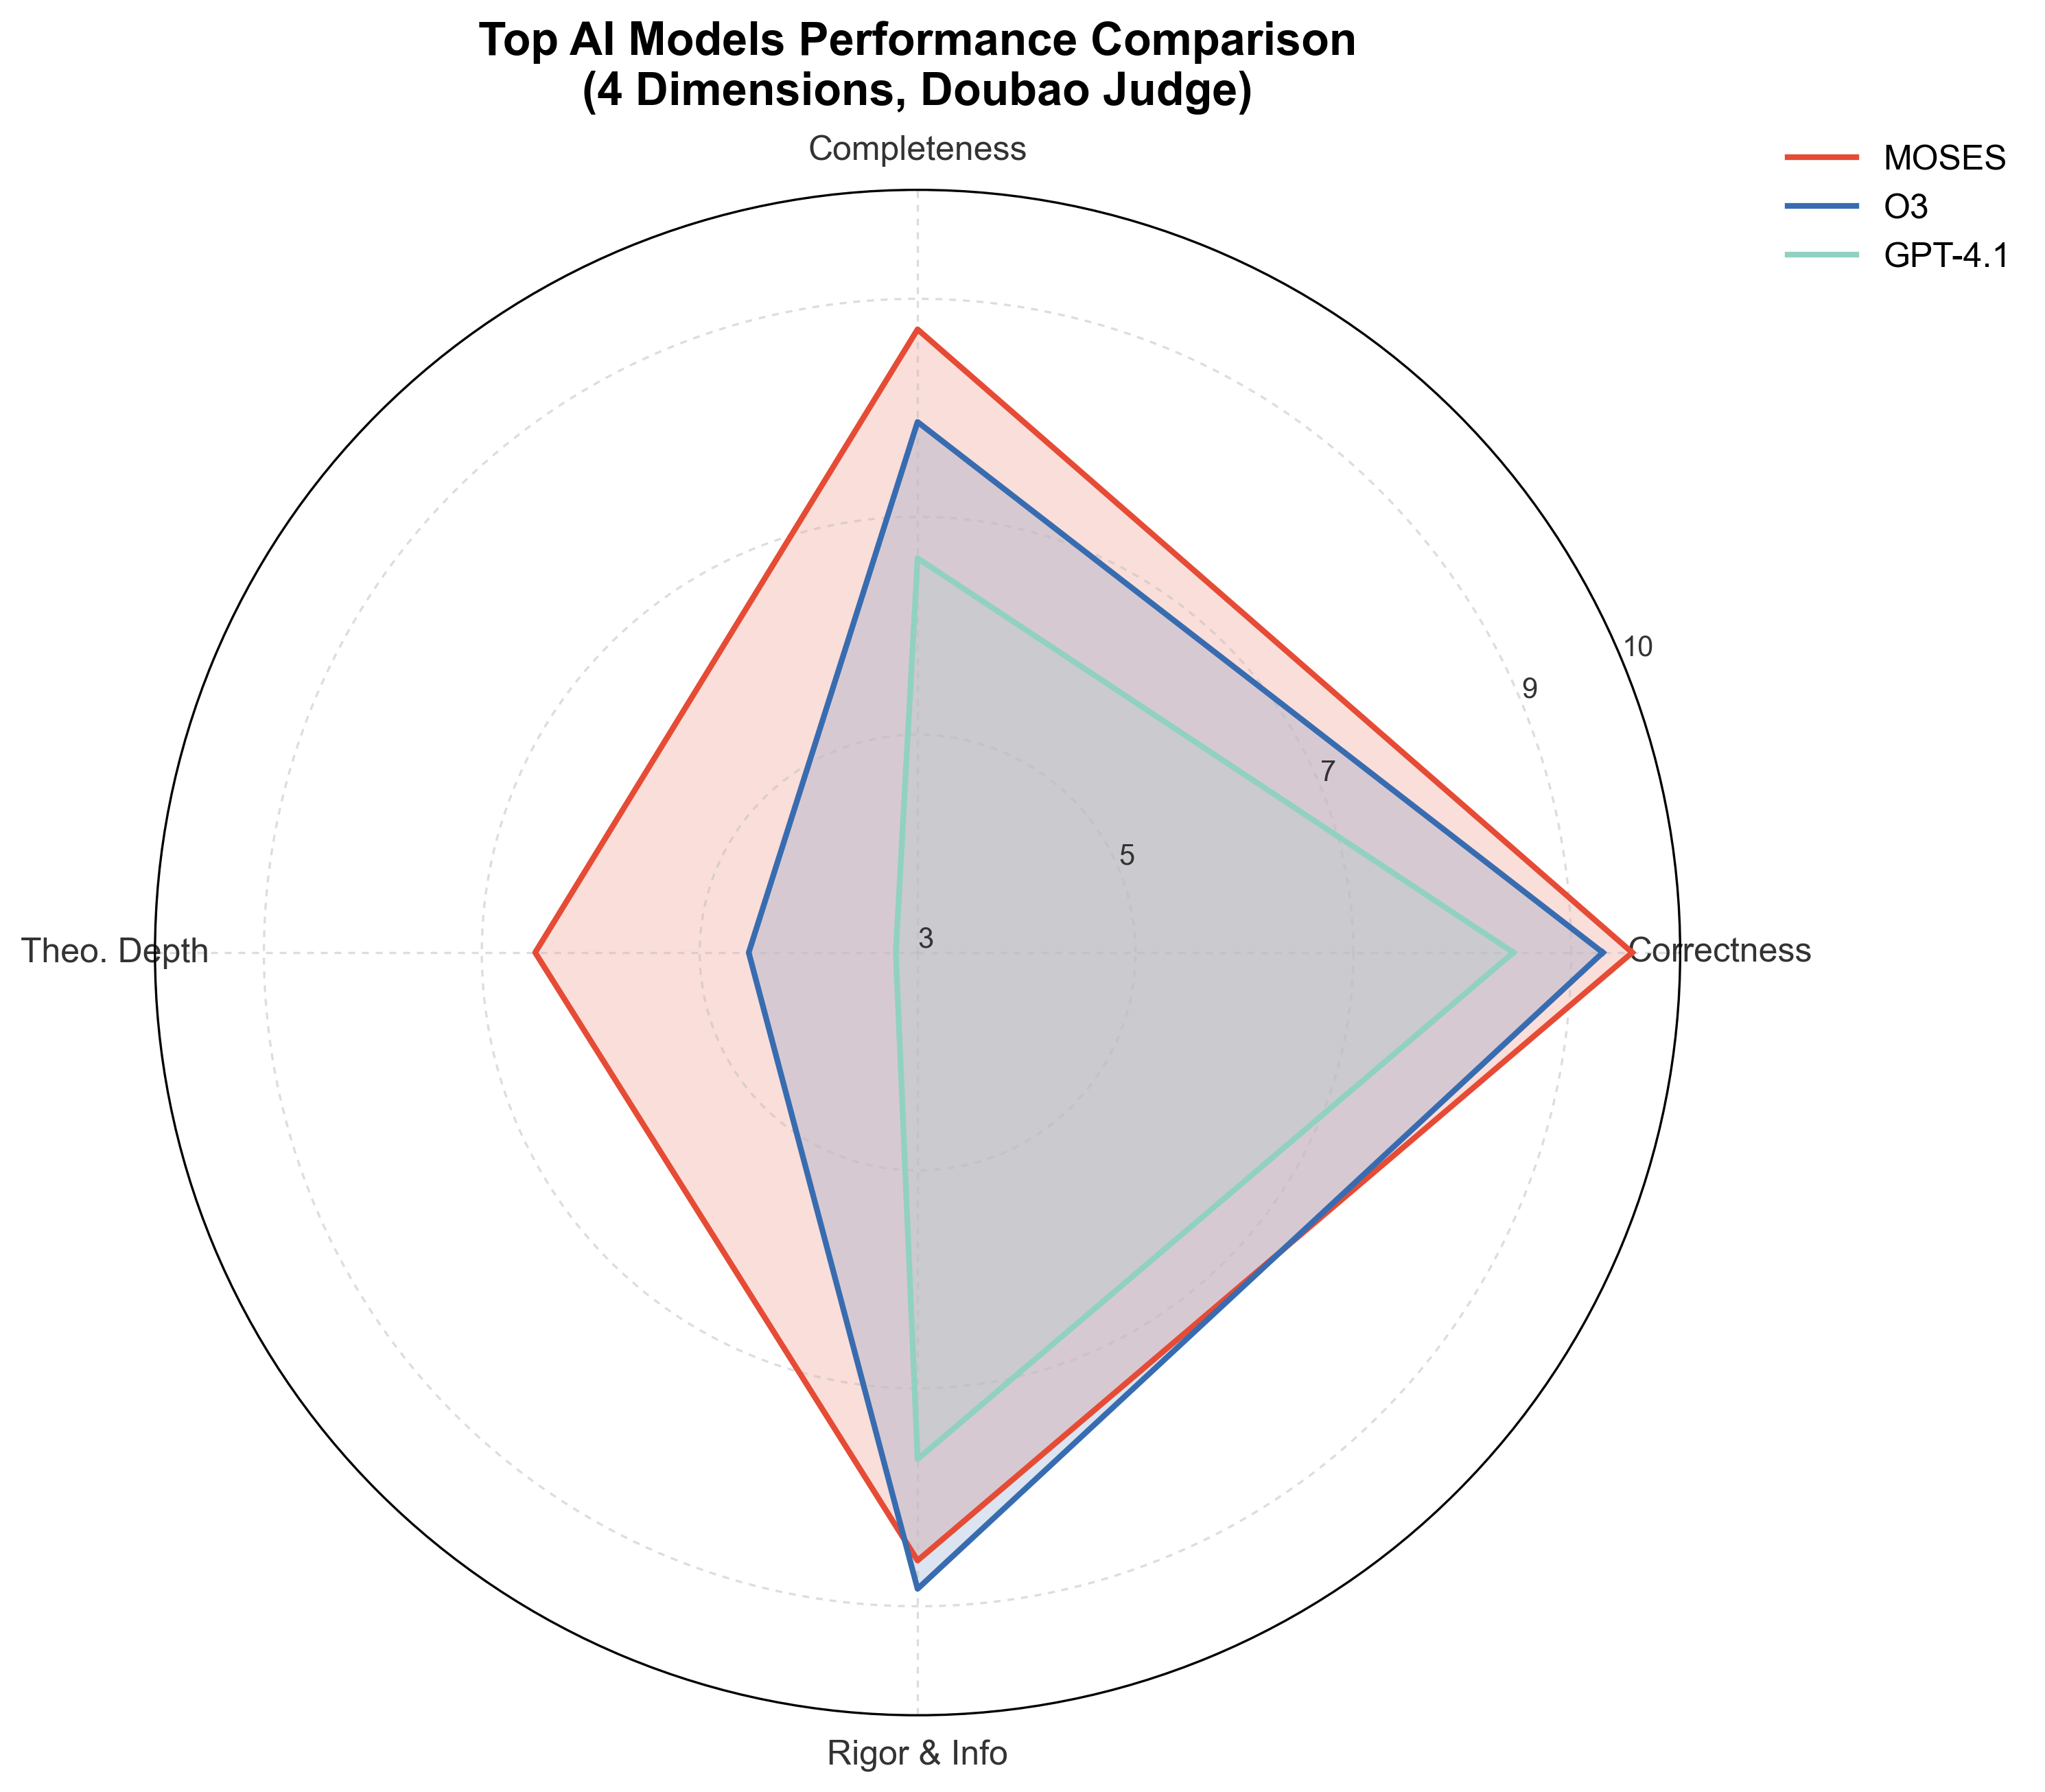 Top AI Models Performance Comparison
(4 Dimensions, Doubao Judge)
Completeness
MOSES
O3
GPT-4.1
10
9
7
5
3
Theo. Depth
Correctness
Rigor & Info